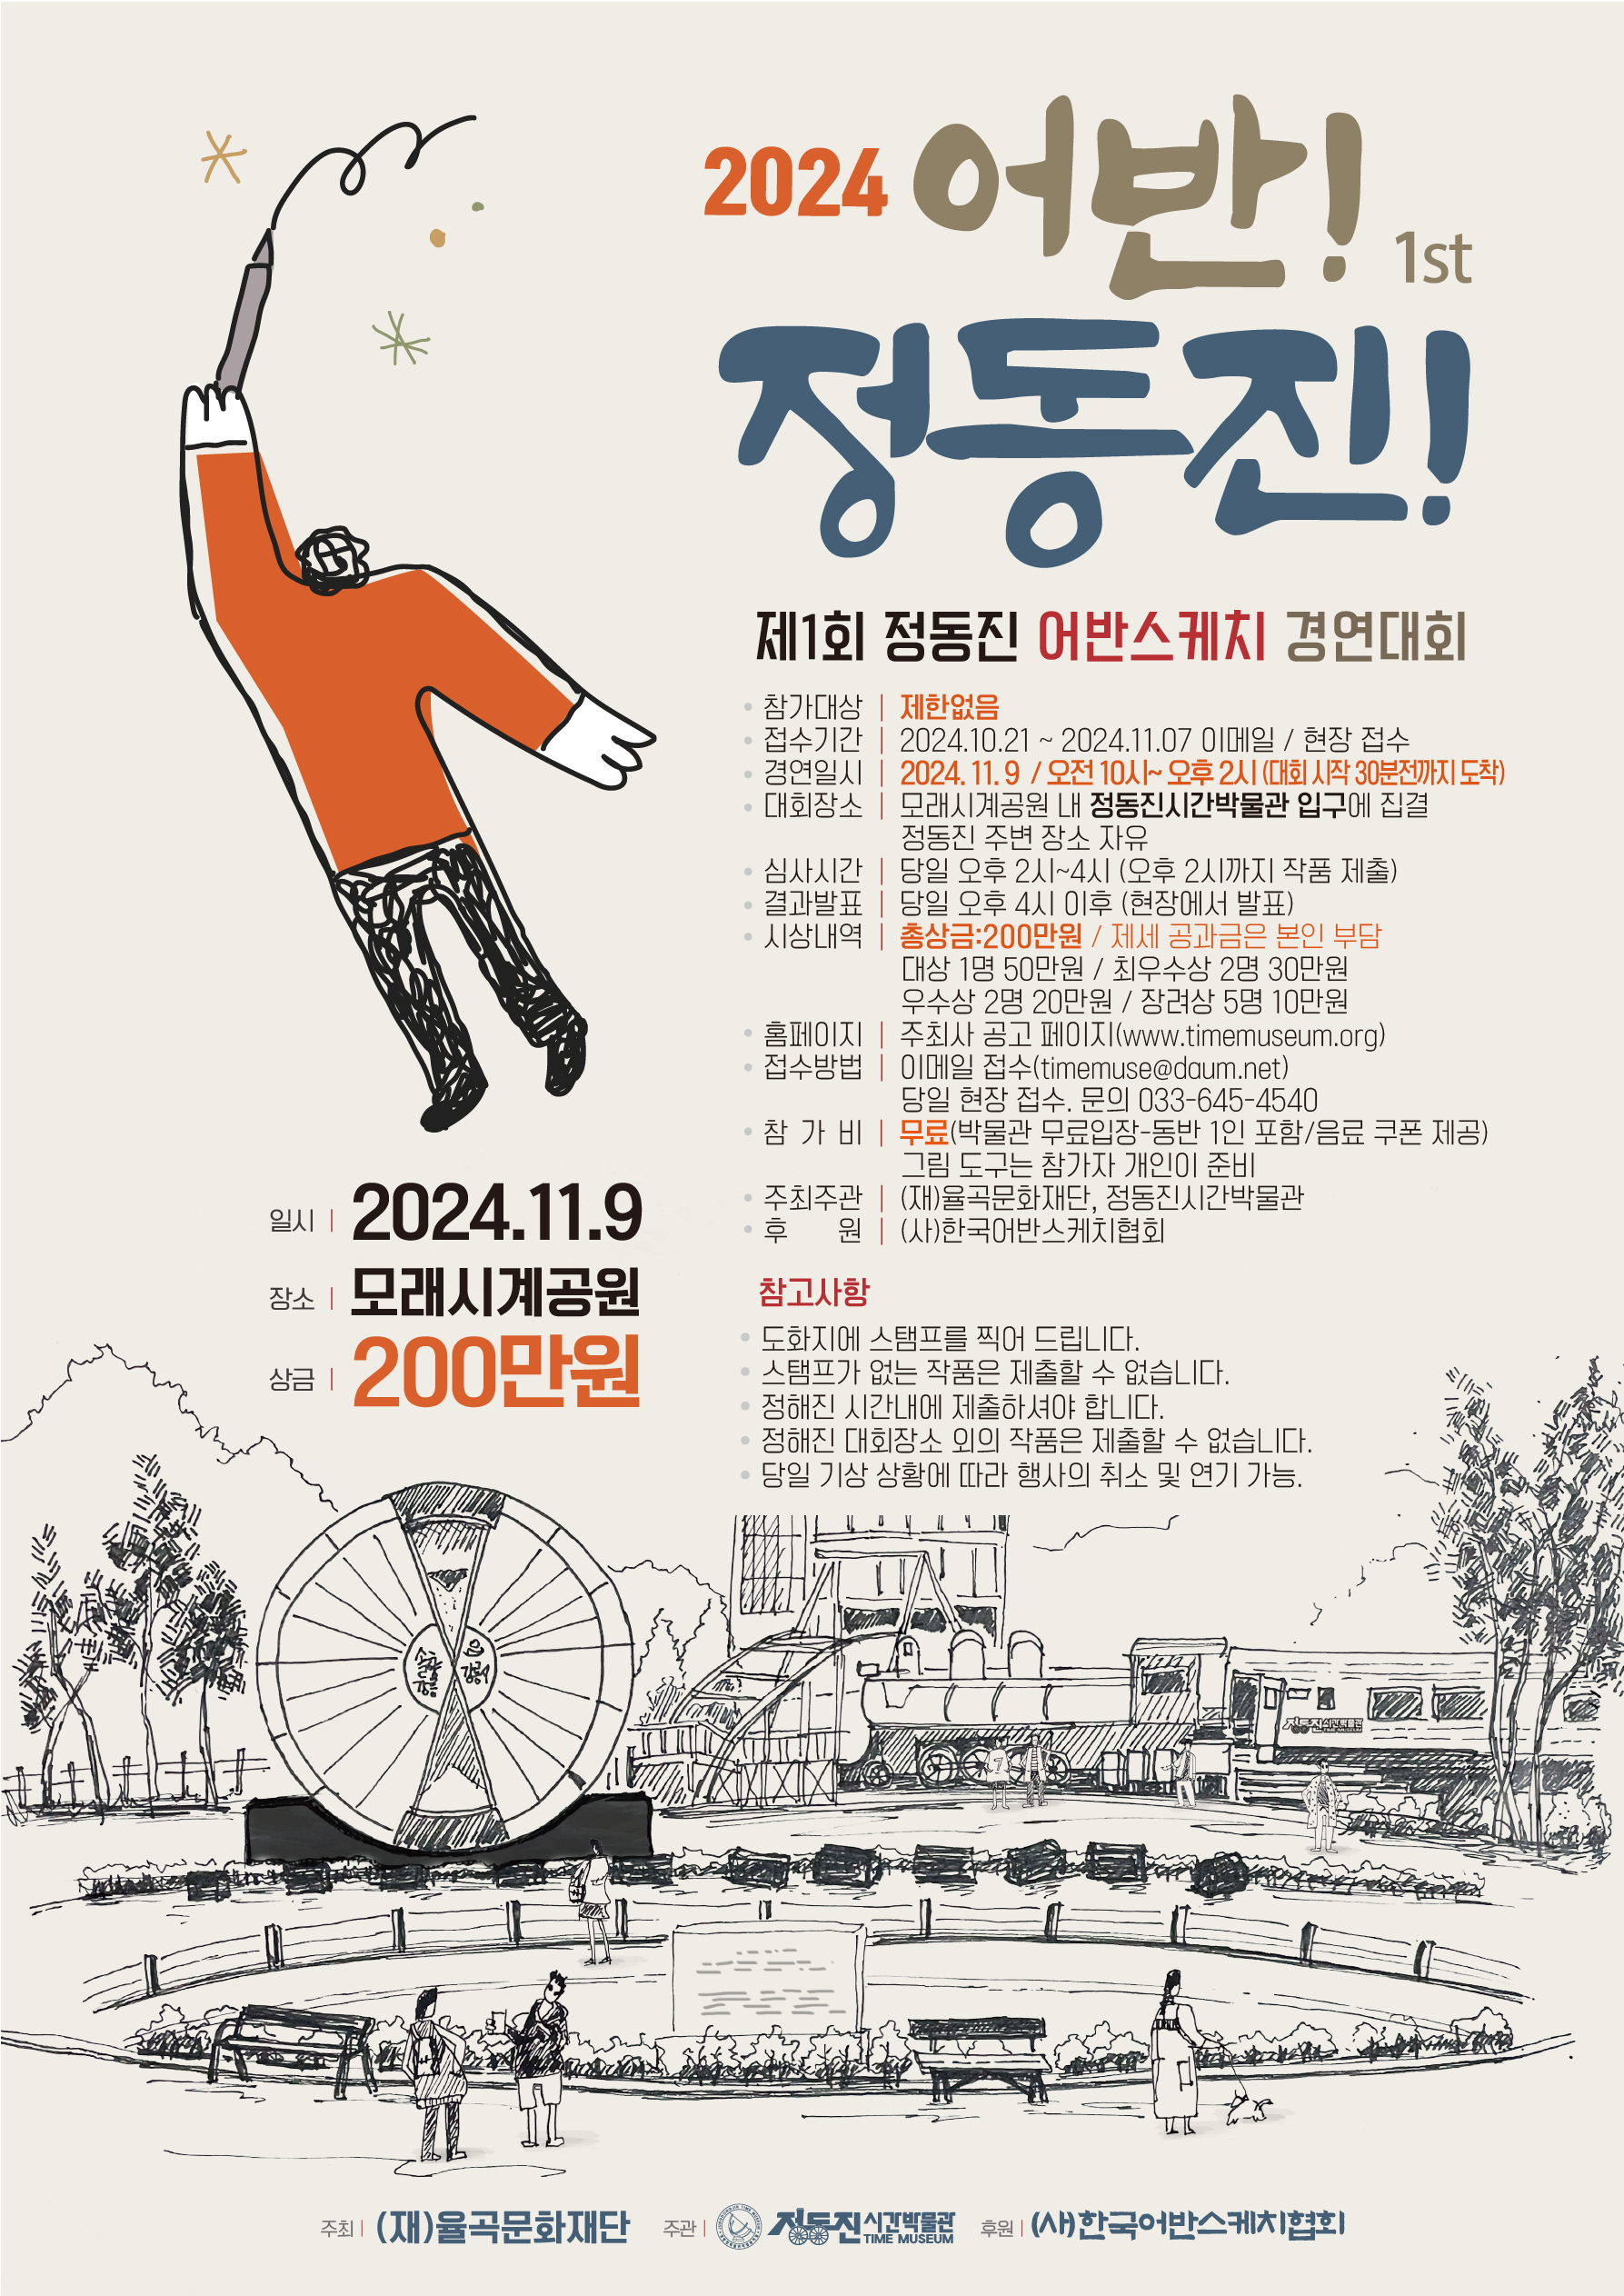 2024 어반! 1st
정동진!
제1회 정동진 어반스케치 경연대회
참가대상 | 제한없음
접수기간 | 2024.10.21 ~ 2024.11.07 이메일 / 현장 접수
경연일시 | 2024. 11. 9 / 오전 10시~ 오후 2시 (대회 시작 30분전까지 도착)
대회장소 | 모래시계공원 내 정동진시간박물관 입구에 집결
정동진 주변 장소 자유
심사시간 | 당일 오후 2시~4시 (오후 2시까지 작품 제출)
결과발표 | 당일 오후 4시 이후 (현장에서 발표)
시상내역 | 총상금:200만원 / 제세 공과금은 본인 부담
대상 1명 50만원 / 최우수상 2명 30만원
우수상 2명 20만원 / 장려상 5명 10만원
홈페이지 | 주최사 공고 페이지(www.timemuseum.org)
접수방법 | 이메일 접수(timemuse@daum.net)
당일 현장 접수. 문의 033-645-4540
참 가 비 | 무료(박물관 무료입장-동반 1인 포함/음료 쿠폰 제공)
그림 도구는 참가자 개인이 준비
주최주관 | (재)율곡문화재단, 정동진시간박물관
후 원 | (사)한국어반스케치협회
일시 | 2024.11.9
장소 | 모래시계공원
상금 | 200만원
참고사항
도화지에 스탬프를 찍어 드립니다.
스탬프가 없는 작품은 제출할 수 없습니다.
정해진 시간내에 제출하셔야 합니다.
정해진 대회장소 외의 작품은 제출할 수 없습니다.
당일 기상 상황에 따라 행사의 취소 및 연기 가능.
정동진시간박물관
TIME MUSEUM
주최 | (재)율곡문화재단 주관 | 정동진 시간박물관 TIME MUSEUM 후원 | (사)한국어반스케치협회